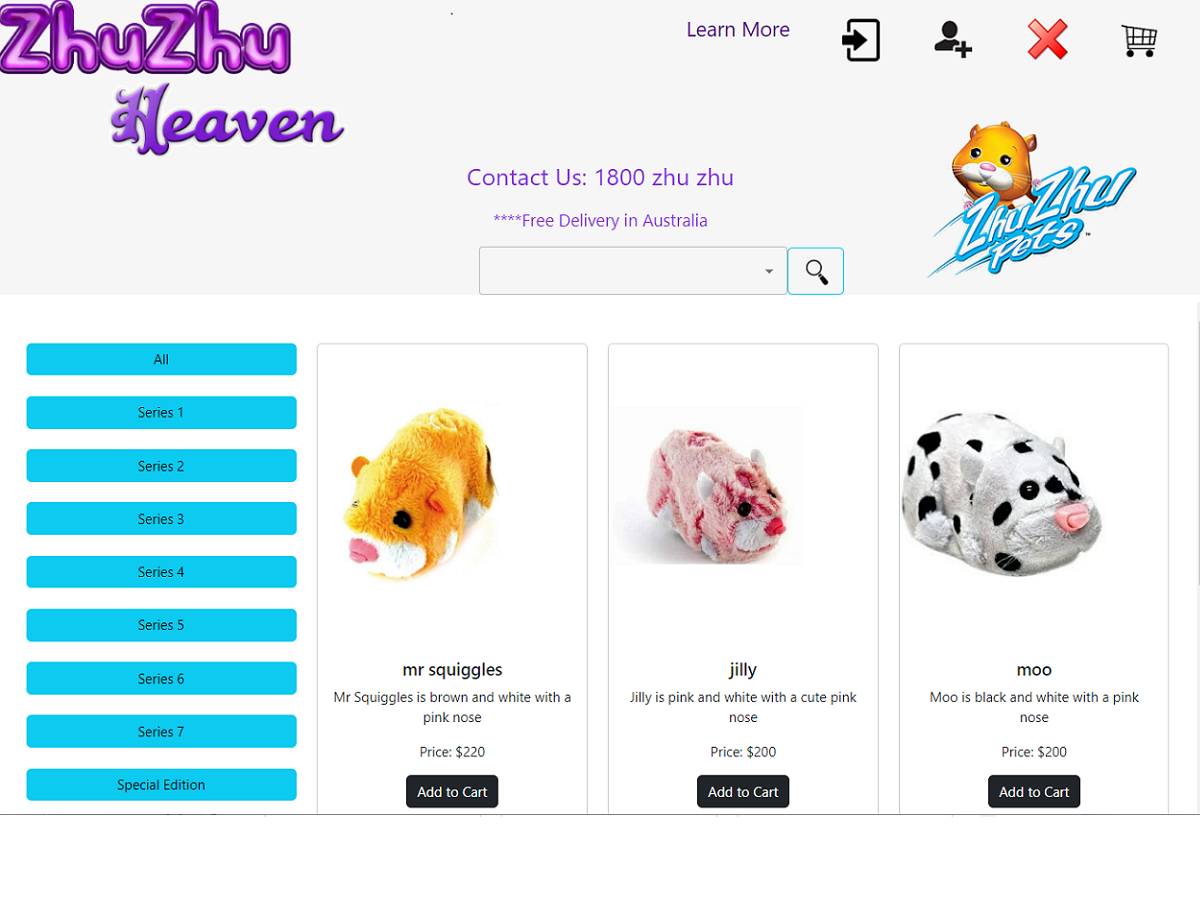 ZhuZhu
Heaven
Learn More
Contact Us: 1800 zhu zhu
****Free Delivery in Australia
ZhuZhu
Pets™
All
Series 1
Series 2
Series 3
Series 4
Series 5
Series 6
Series 7
Special Edition
mr squiggles
Mr Squiggles is brown and white with a
pink nose
Price: $220
Add to Cart
jilly
Jilly is pink and white with a cute pink
nose
Price: $200
Add to Cart
moo
Moo is black and white with a pink
nose
Price: $200
Add to Cart